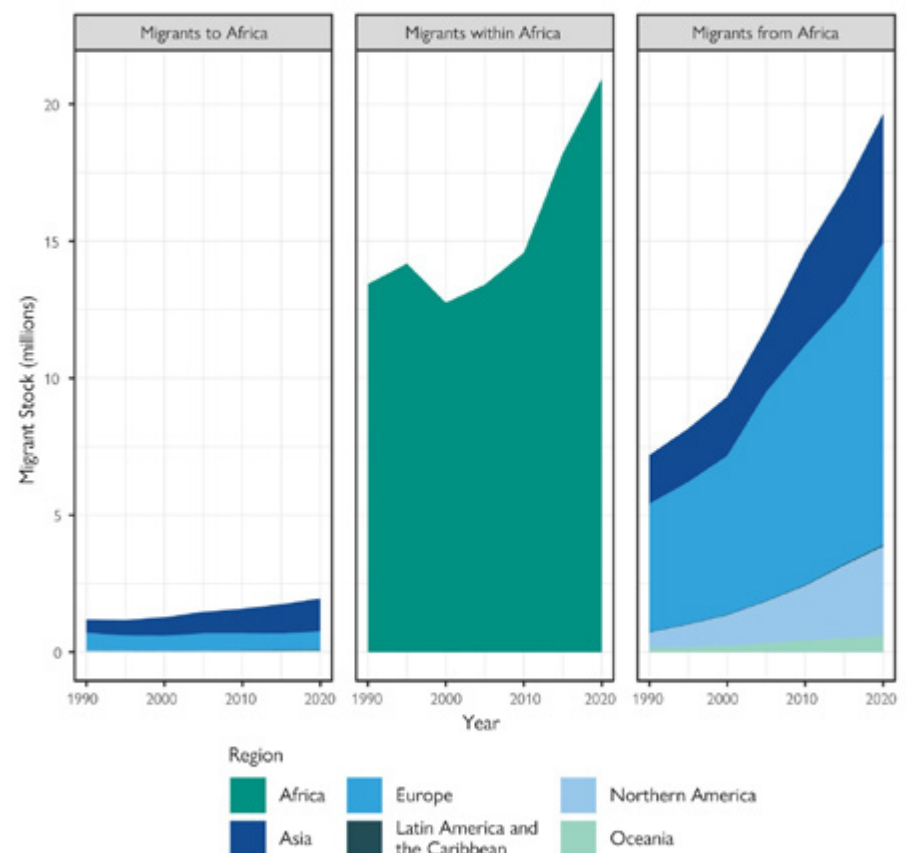 Migrants to Africa
Migrants within Africa
Migrants from Africa
Migrant Stock (millions)
20
15
10
5
0
1990 2000 2010 2020
1990 2000 2010 2020
1990 2000 2010 2020
Year
Region
Africa
Europe
Northern America
Asia
Latin America and
the Caribbean
Oceania